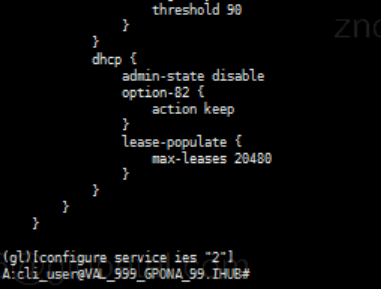 threshold 90
}
}
dhcp {
admin-state disable
option-82 {
action keep
}
lease-populate {
max-leases 20480
}
}
}
}
(gl)[configure service ies "2"]
A:cli_user@VAL_999_GPONA_99.IHUB#